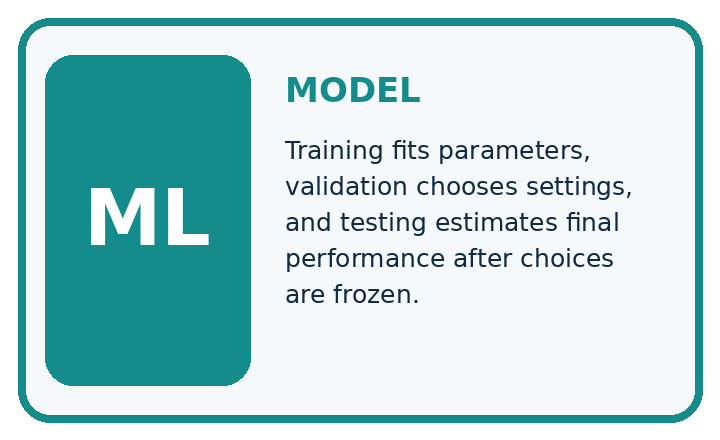 ML
MODEL
Training fits parameters,
validation chooses settings,
and testing estimates final
performance after choices
are frozen.